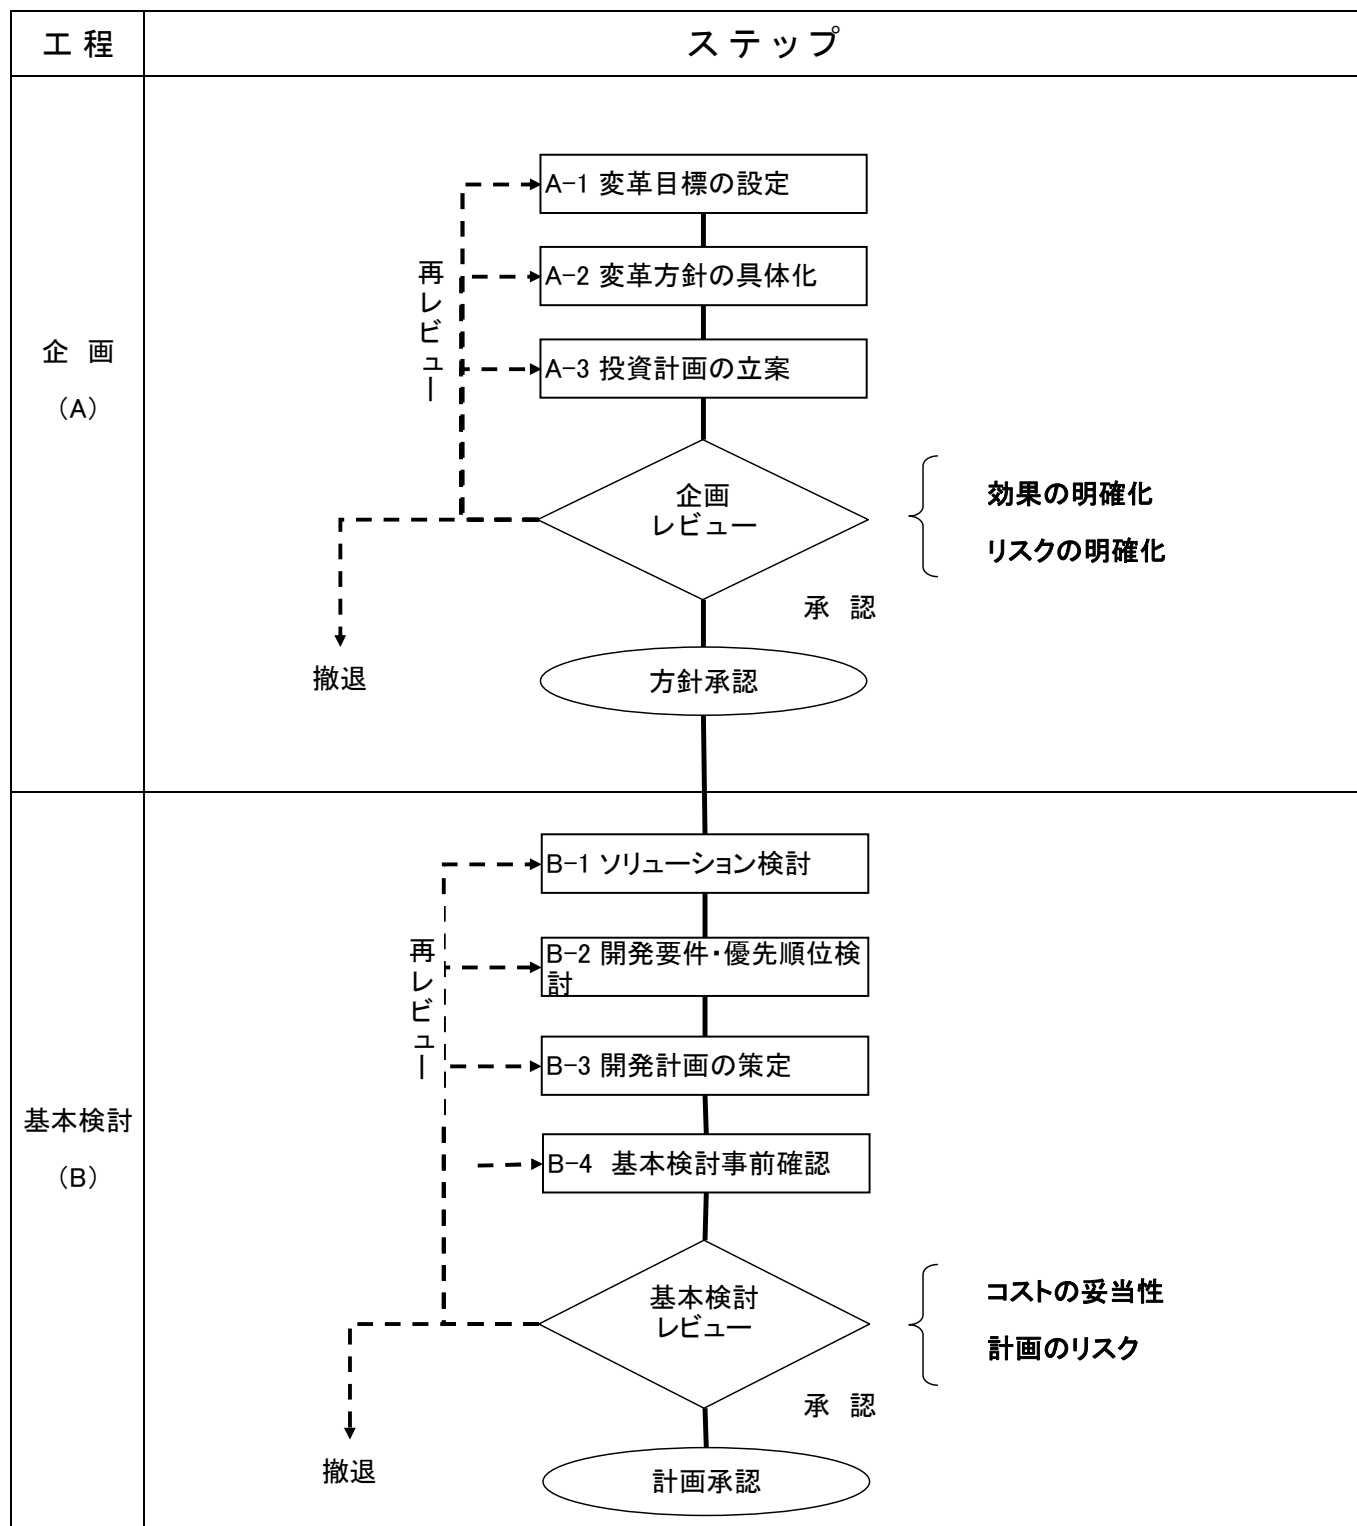 工 程
ス テ ッ プ
企 画
（A）
A-1 変革目標の設定
A-2 変革方針の具体化
A-3 投資計画の立案
再レビュー
企画
レビュー
効果の明確化
リスクの明確化
承 認
撤退
方針承認
基本検討
（B）
B-1 ソリューション検討
B-2 開発要件・優先順位検
討
B-3 開発計画の策定
B-4 基本検討事前確認
再レビュー
基本検討
レビュー
コストの妥当性
計画のリスク
承 認
撤退
計画承認